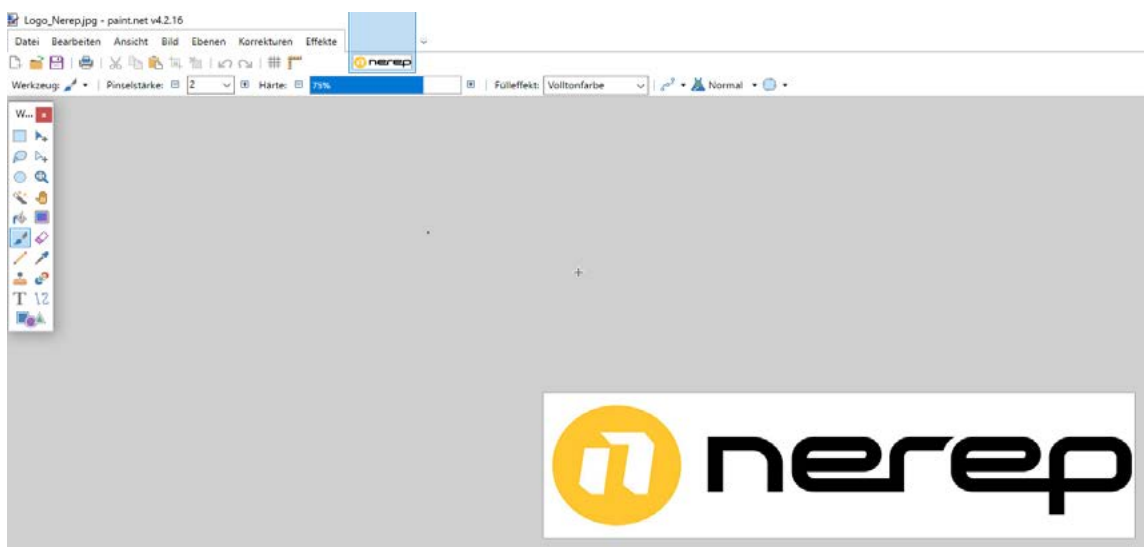 Logo_Nerep.jpg - paint.net v4.2.16
Datei Bearbeiten Ansicht Bild Ebenen Korrekturen Effekte
nerep
Werkzeug: Pinselstärke: 2 Härte: 75% Fülleffekt: Volltonfarbe Normal
W...
T
nerep